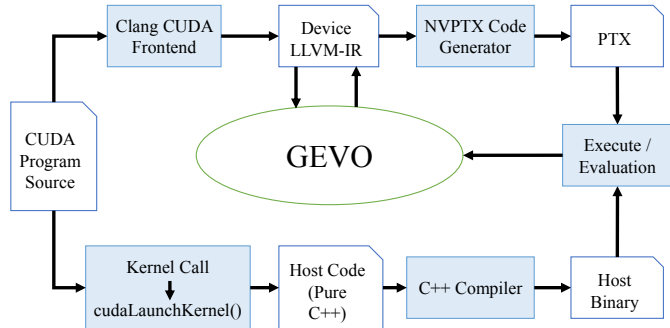 Clang CUDA
Frontend
Device
LLVM-IR
NVPTX Code
Generator
PTX
CUDA
Program
Source
GEVO
Execute /
Evaluation
Kernel Call
cudaLaunchKernel()
Host Code
(Pure
C++)
C++ Compiler
Host
Binary